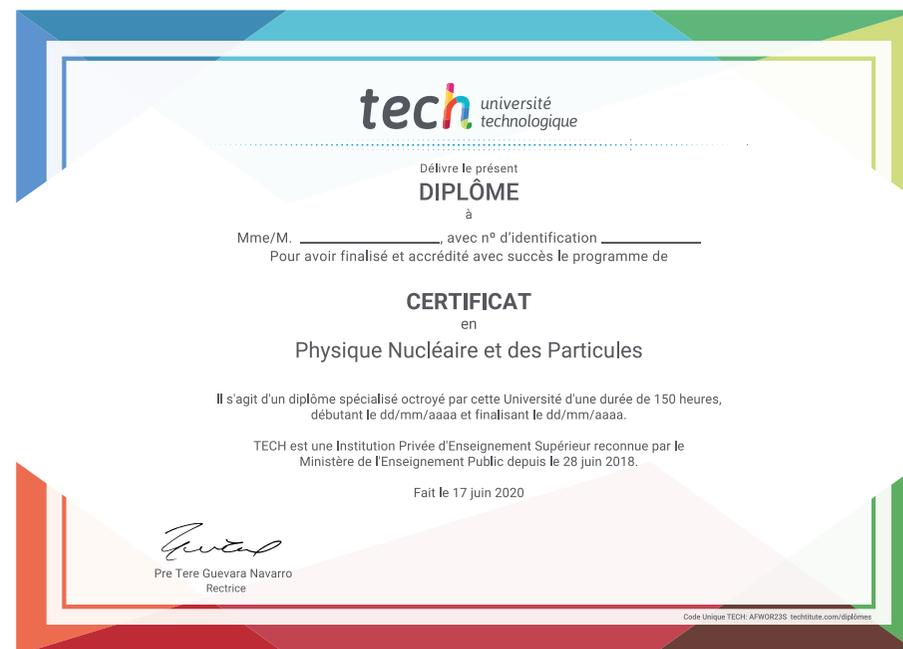 tech université
technologique
Délivre le présent
DIPLÔME
à
Mme/M. ____________________, avec nº d'identification ______________
Pour avoir finalisé et accrédité avec succès le programme de
CERTIFICAT
en
Physique Nucléaire et des Particules
Il s'agit d'un diplôme spécialisé octroyé par cette Université d'une durée de 150 heures,
débutant le dd/mm/aaaa et finalisant le dd/mm/aaaa.
TECH est une Institution Privée d'Enseignement Supérieur reconnue par le
Ministère de l'Enseignement Public depuis le 28 juin 2018.
Fait le 17 juin 2020
Pre Tere Guevara Navarro
Rectrice
Code Unique TECH: AFWOR23S techtitute.com/diplômes